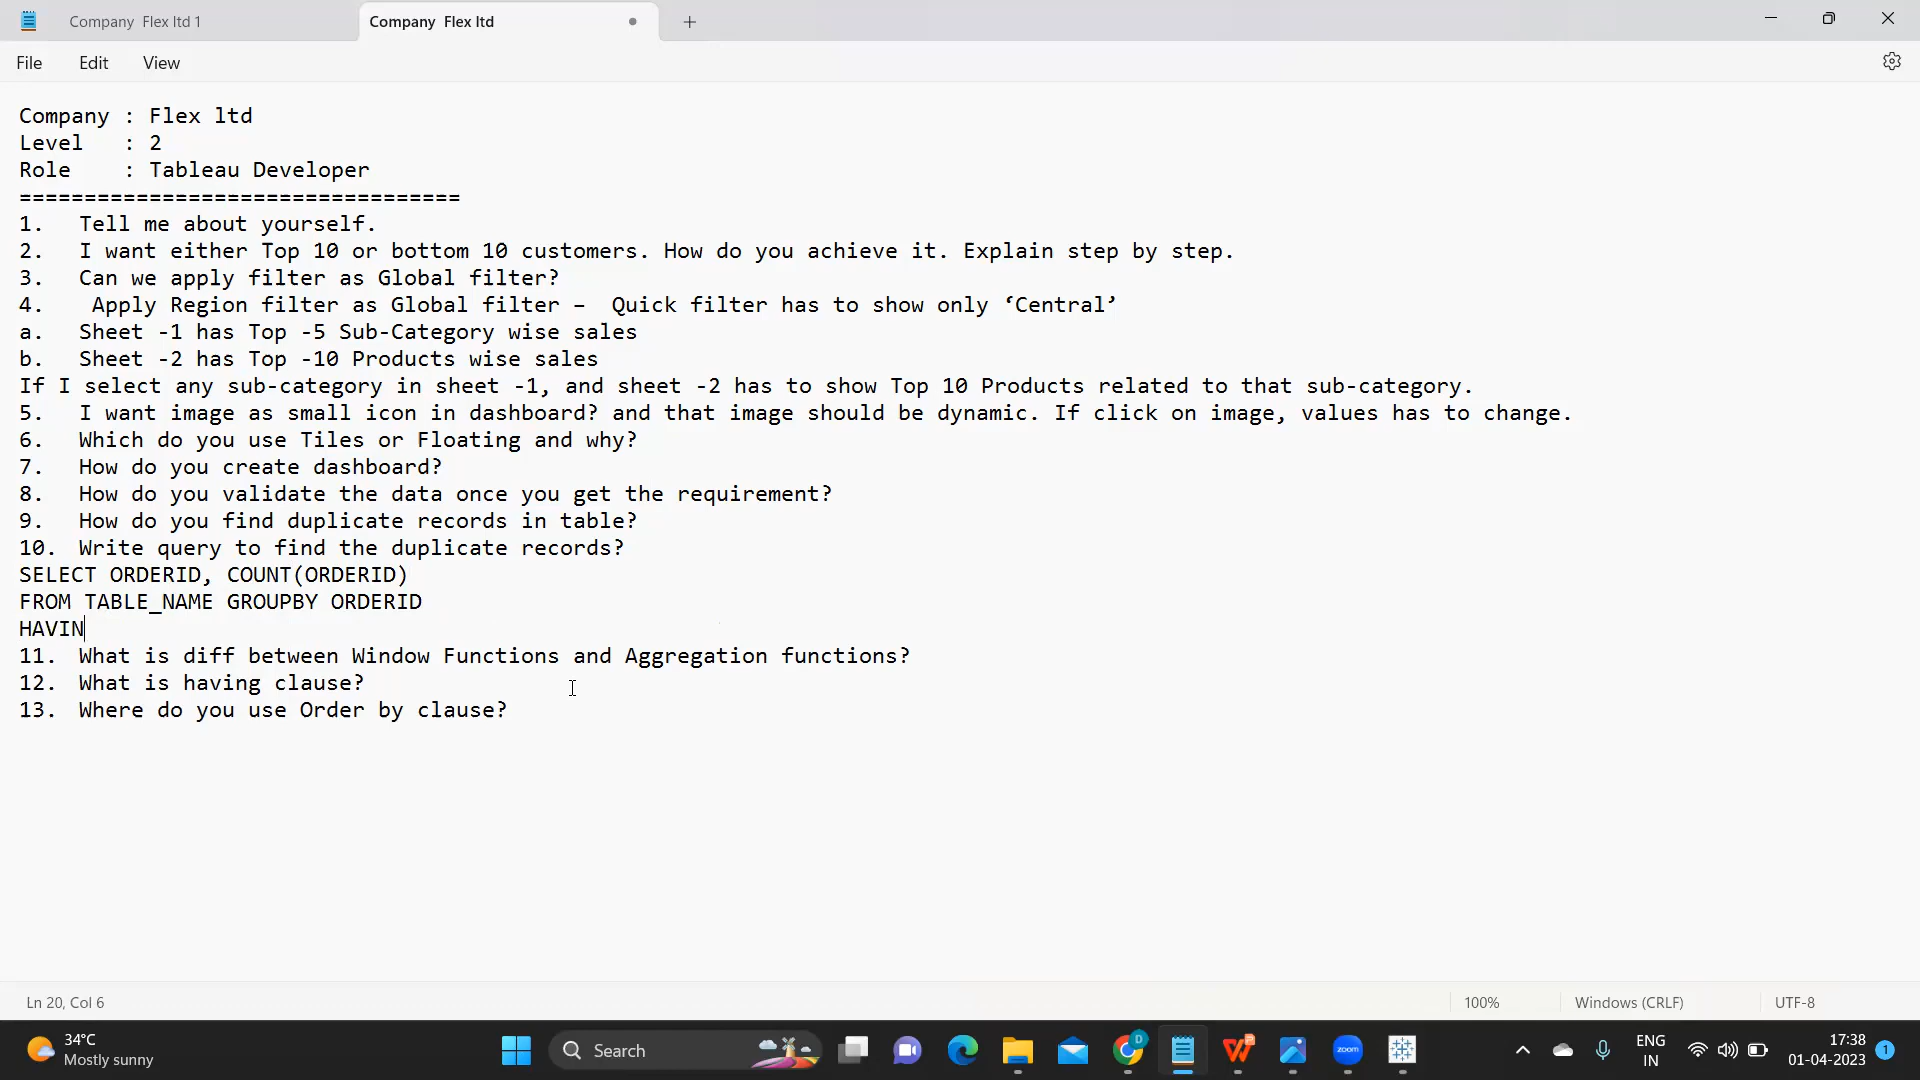 Company  Flex ltd 1
Company  Flex ltd
File Edit View
Company : Flex ltd
Level   : 2
Role    : Tableau Developer
==================================
1.   Tell me about yourself.
2.   I want either Top 10 or bottom 10 customers. How do you achieve it. Explain step by step.
3.   Can we apply filter as Global filter?
4.    Apply Region filter as Global filter –  Quick filter has to show only ‘Central’
a.   Sheet -1 has Top -5 Sub-Category wise sales
b.   Sheet -2 has Top -10 Products wise sales
If I select any sub-category in sheet -1, and sheet -2 has to show Top 10 Products related to that sub-category.
5.   I want image as small icon in dashboard? and that image should be dynamic. If click on image, values has to change.
6.   Which do you use Tiles or Floating and why?
7.   How do you create dashboard?
8.   How do you validate the data once you get the requirement?
9.   How do you find duplicate records in table?
10.  Write query to find the duplicate records?
SELECT ORDERID, COUNT(ORDERID)
FROM TABLE_NAME GROUPBY ORDERID
HAVIN
11.  What is diff between Window Functions and Aggregation functions?
12.  What is having clause?
13.  Where do you use Order by clause?
Ln 20, Col 6
100%
Windows (CRLF)
UTF-8
34°C
Mostly sunny
Search
D
zoom
ENG
IN
17:38
01-04-2023
1